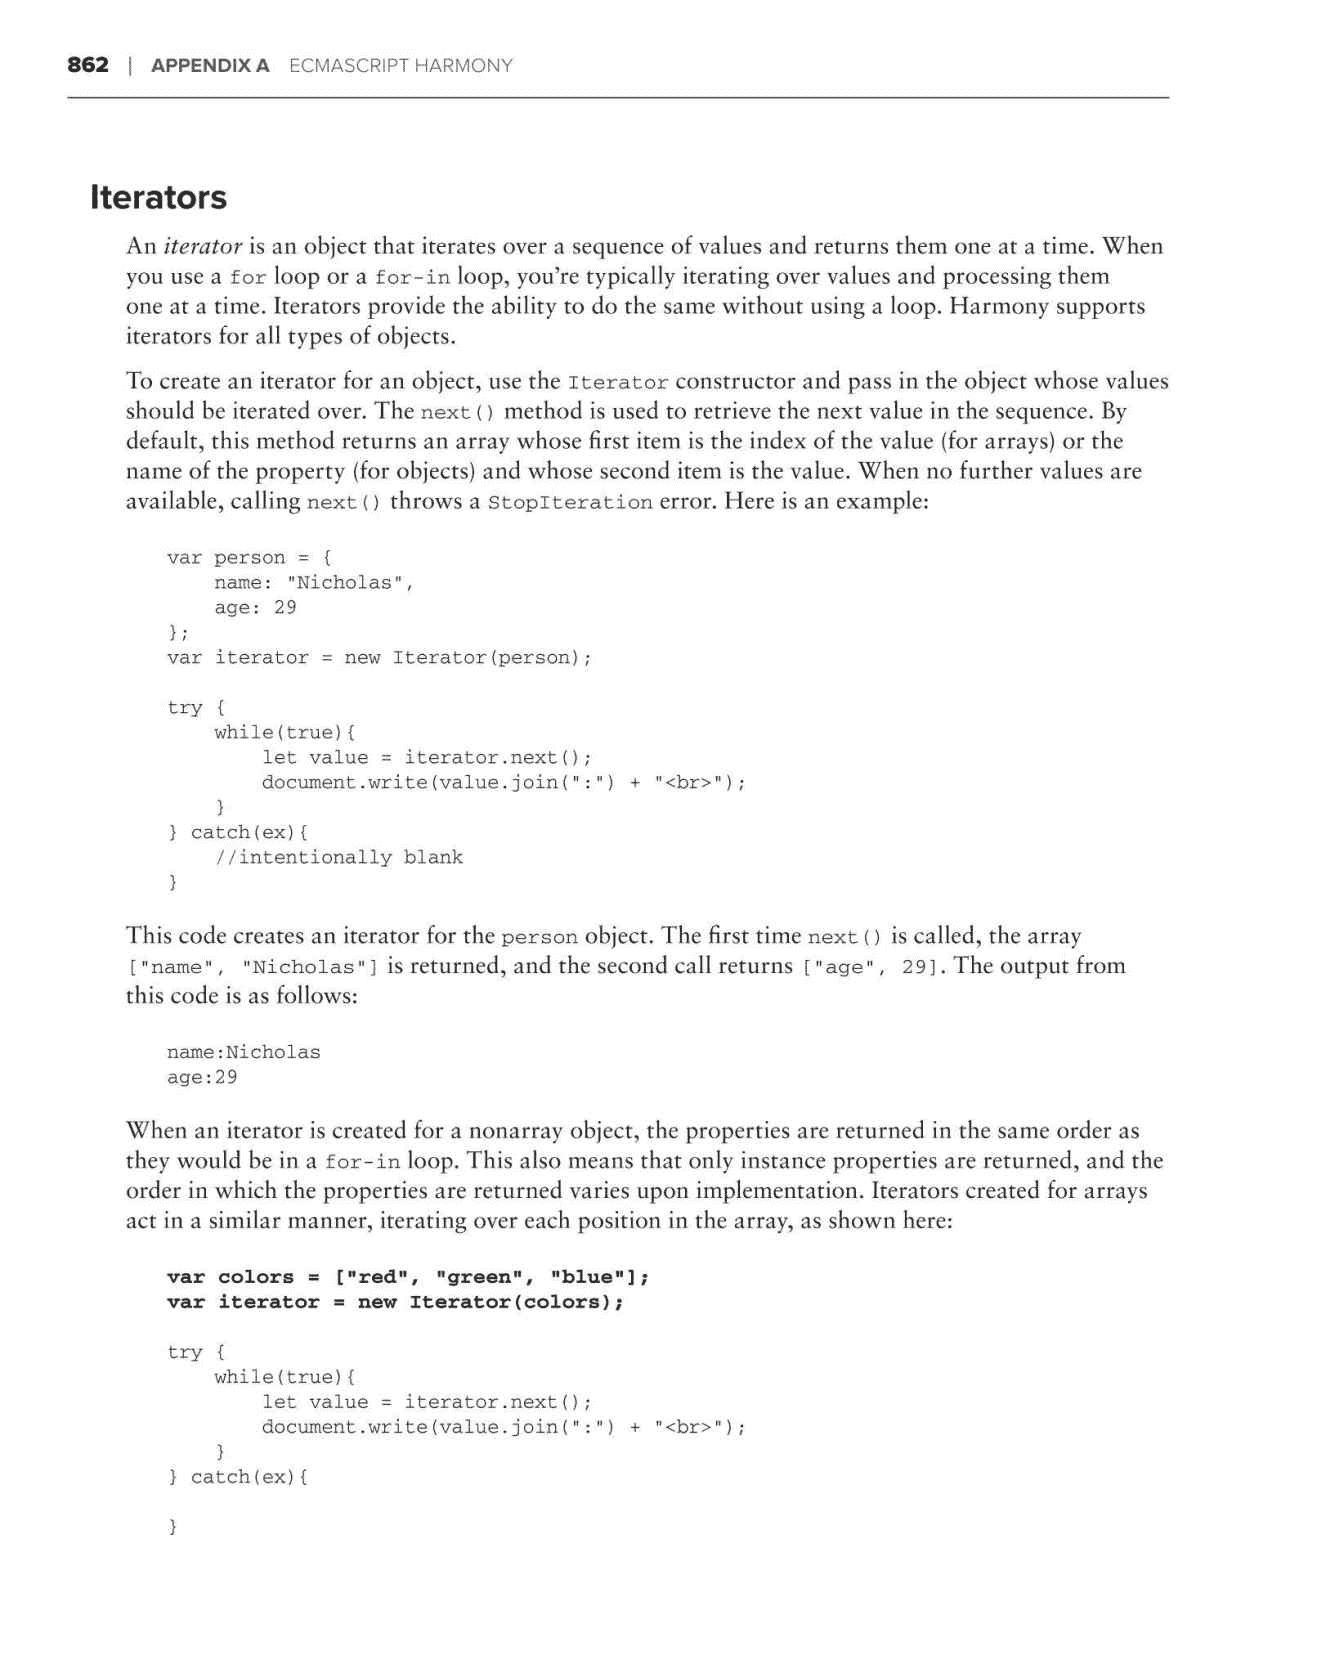 862 | APPENDIX A ECMASCRIPT HARMONY
Iterators
An iterator is an object that iterates over a sequence of values and returns them one at a time. When
you use a for loop or a for-in loop, you're typically iterating over values and processing them
one at a time. Iterators provide the ability to do the same without using a loop. Harmony supports
iterators for all types of objects.
To create an iterator for an object, use the Iterator constructor and pass in the object whose values
should be iterated over. The next() method is used to retrieve the next value in the sequence. By
default, this method returns an array whose first item is the index of the value (for arrays) or the
name of the property (for objects) and whose second item is the value. When no further values are
available, calling next() throws a StopIteration error. Here is an example:
var person = {
    name: "Nicholas",
    age: 29
};
var iterator = new Iterator(person);
try {
    while(true){
        let value = iterator.next();
        document.write(value.join(":") + "<br>");
    }
} catch(ex){
    //intentionally blank
}
This code creates an iterator for the person object. The first time next() is called, the array
["name", "Nicholas"] is returned, and the second call returns ["age", 29]. The output from
this code is as follows:
name:Nicholas
age:29
When an iterator is created for a nonarray object, the properties are returned in the same order as
they would be in a for-in loop. This also means that only instance properties are returned, and the
order in which the properties are returned varies upon implementation. Iterators created for arrays
act in a similar manner, iterating over each position in the array, as shown here:
var colors = ["red", "green", "blue"];
var iterator = new Iterator(colors);
try {
    while(true){
        let value = iterator.next();
        document.write(value.join(":") + "<br>");
    }
} catch(ex){
}